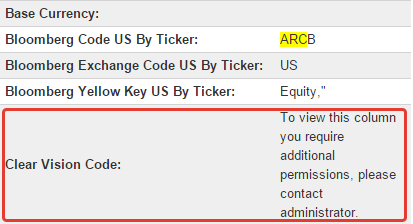 Base Currency:
Bloomberg Code US By Ticker: ARCB
Bloomberg Exchange Code US By Ticker: US
Bloomberg Yellow Key US By Ticker: Equity,"
Clear Vision Code:
To view this column
you require
additional
permissions, please
contact
administrator.